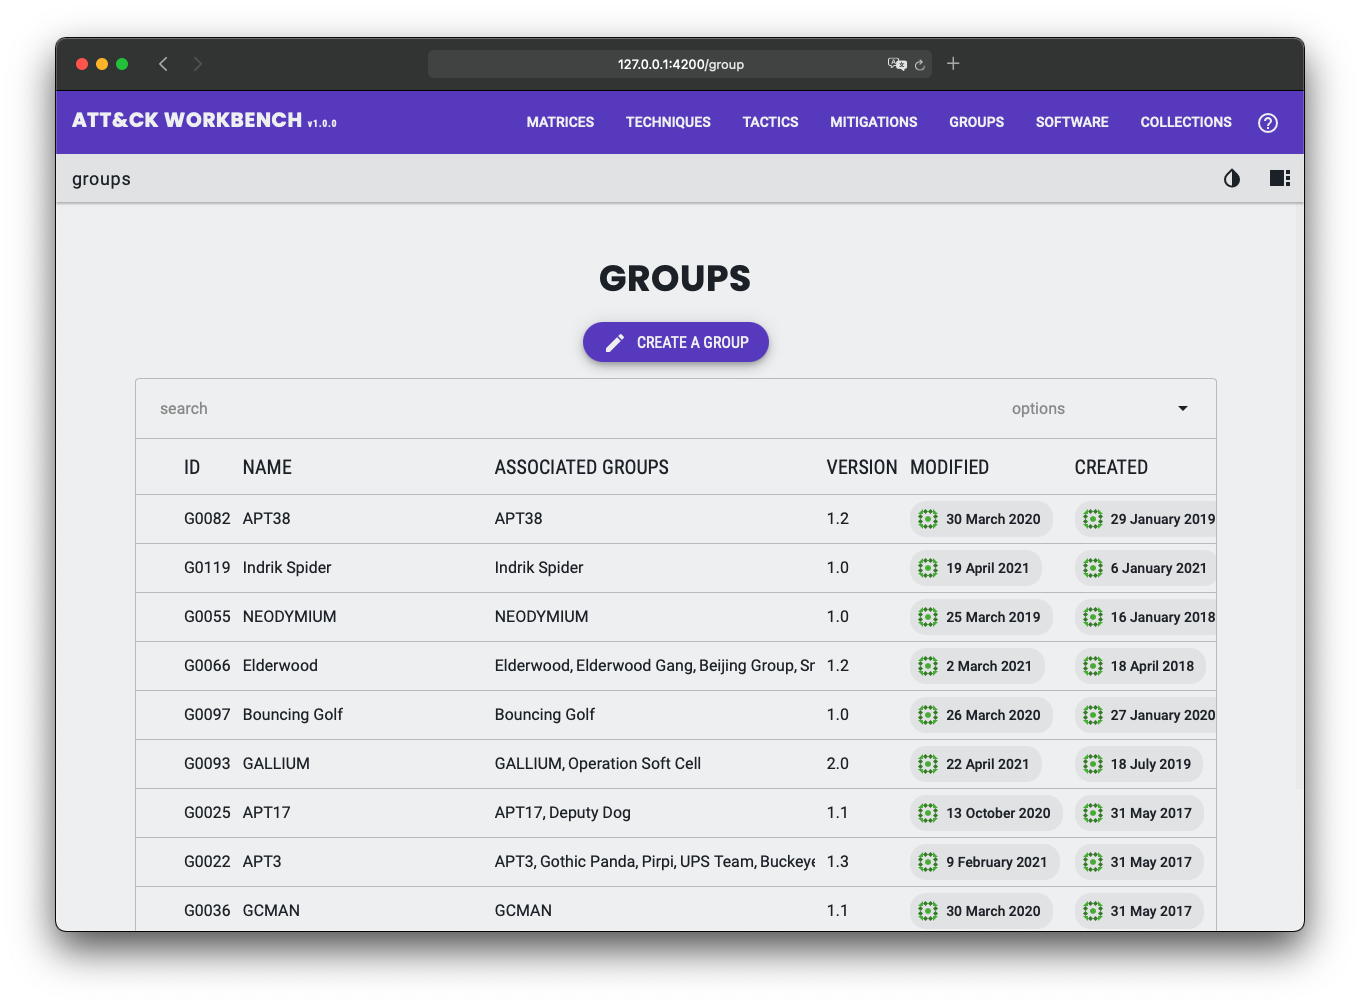 127.0.0.1:4200/group
ATT&CK WORKBENCH v1.0.0 MATRICES TECHNIQUES TACTICS MITIGATIONS GROUPS SOFTWARE COLLECTIONS
groups
GROUPS
CREATE A GROUP
search options
ID NAME ASSOCIATED GROUPS VERSION MODIFIED CREATED
G0082 APT38 APT38 1.2 30 March 2020 29 January 2019
G0119 Indrik Spider Indrik Spider 1.0 19 April 2021 6 January 2021
G0055 NEODYMIUM NEODYMIUM 1.0 25 March 2019 16 January 2018
G0066 Elderwood Elderwood, Elderwood Gang, Beijing Group, 1.2 2 March 2021 18 April 2018
G0097 Bouncing Golf Bouncing Golf 1.0 26 March 2020 27 January 2020
G0093 GALLIUM GALLIUM, Operation Soft Cell 2.0 22 April 2021 18 July 2019
G0025 APT17 APT17, Deputy Dog 1.1 13 October 2020 31 May 2017
G0022 APT3 APT3, Gothic Panda, Pirpi, UPS Team, Buckeye 1.3 9 February 2021 31 May 2017
G0036 GCMAN GCMAN 1.1 30 March 2020 31 May 2017